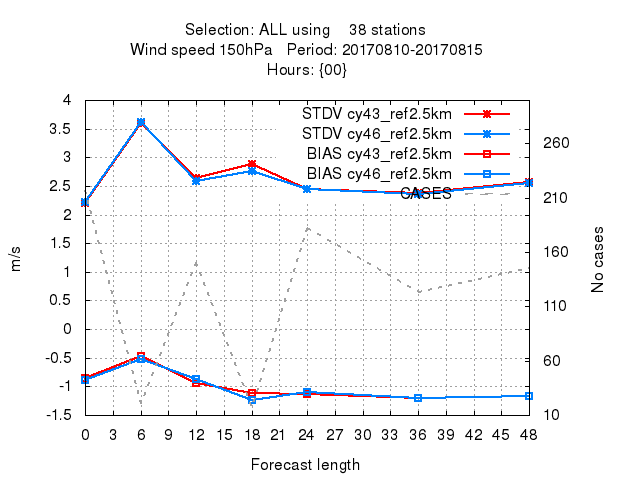 Selection: ALL using    38 stations
Wind speed 150hPa   Period: 20170810-20170815
Hours: {00}
STDV cy43_ref2.5km
STDV cy46_ref2.5km
BIAS cy43_ref2.5km
BIAS cy46_ref2.5km
CASES
m/s
4
3.5
3
2.5
2
1.5
1
0.5
0
-0.5
-1
-1.5
No cases
260
210
160
110
60
10
0 3 6 9 12 15 18 21 24 27 30 33 36 39 42 45 48
Forecast length